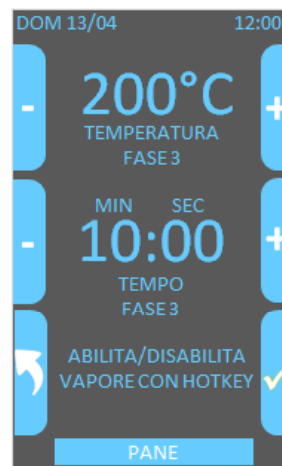 DOM 13/04 12:00
- 200°C +
TEMPERATURA
FASE 3
MIN SEC
- 10:00 +
TEMPO
FASE 3
ABILITA/DISABILITA
VAPORE CON HOTKEY
PANE